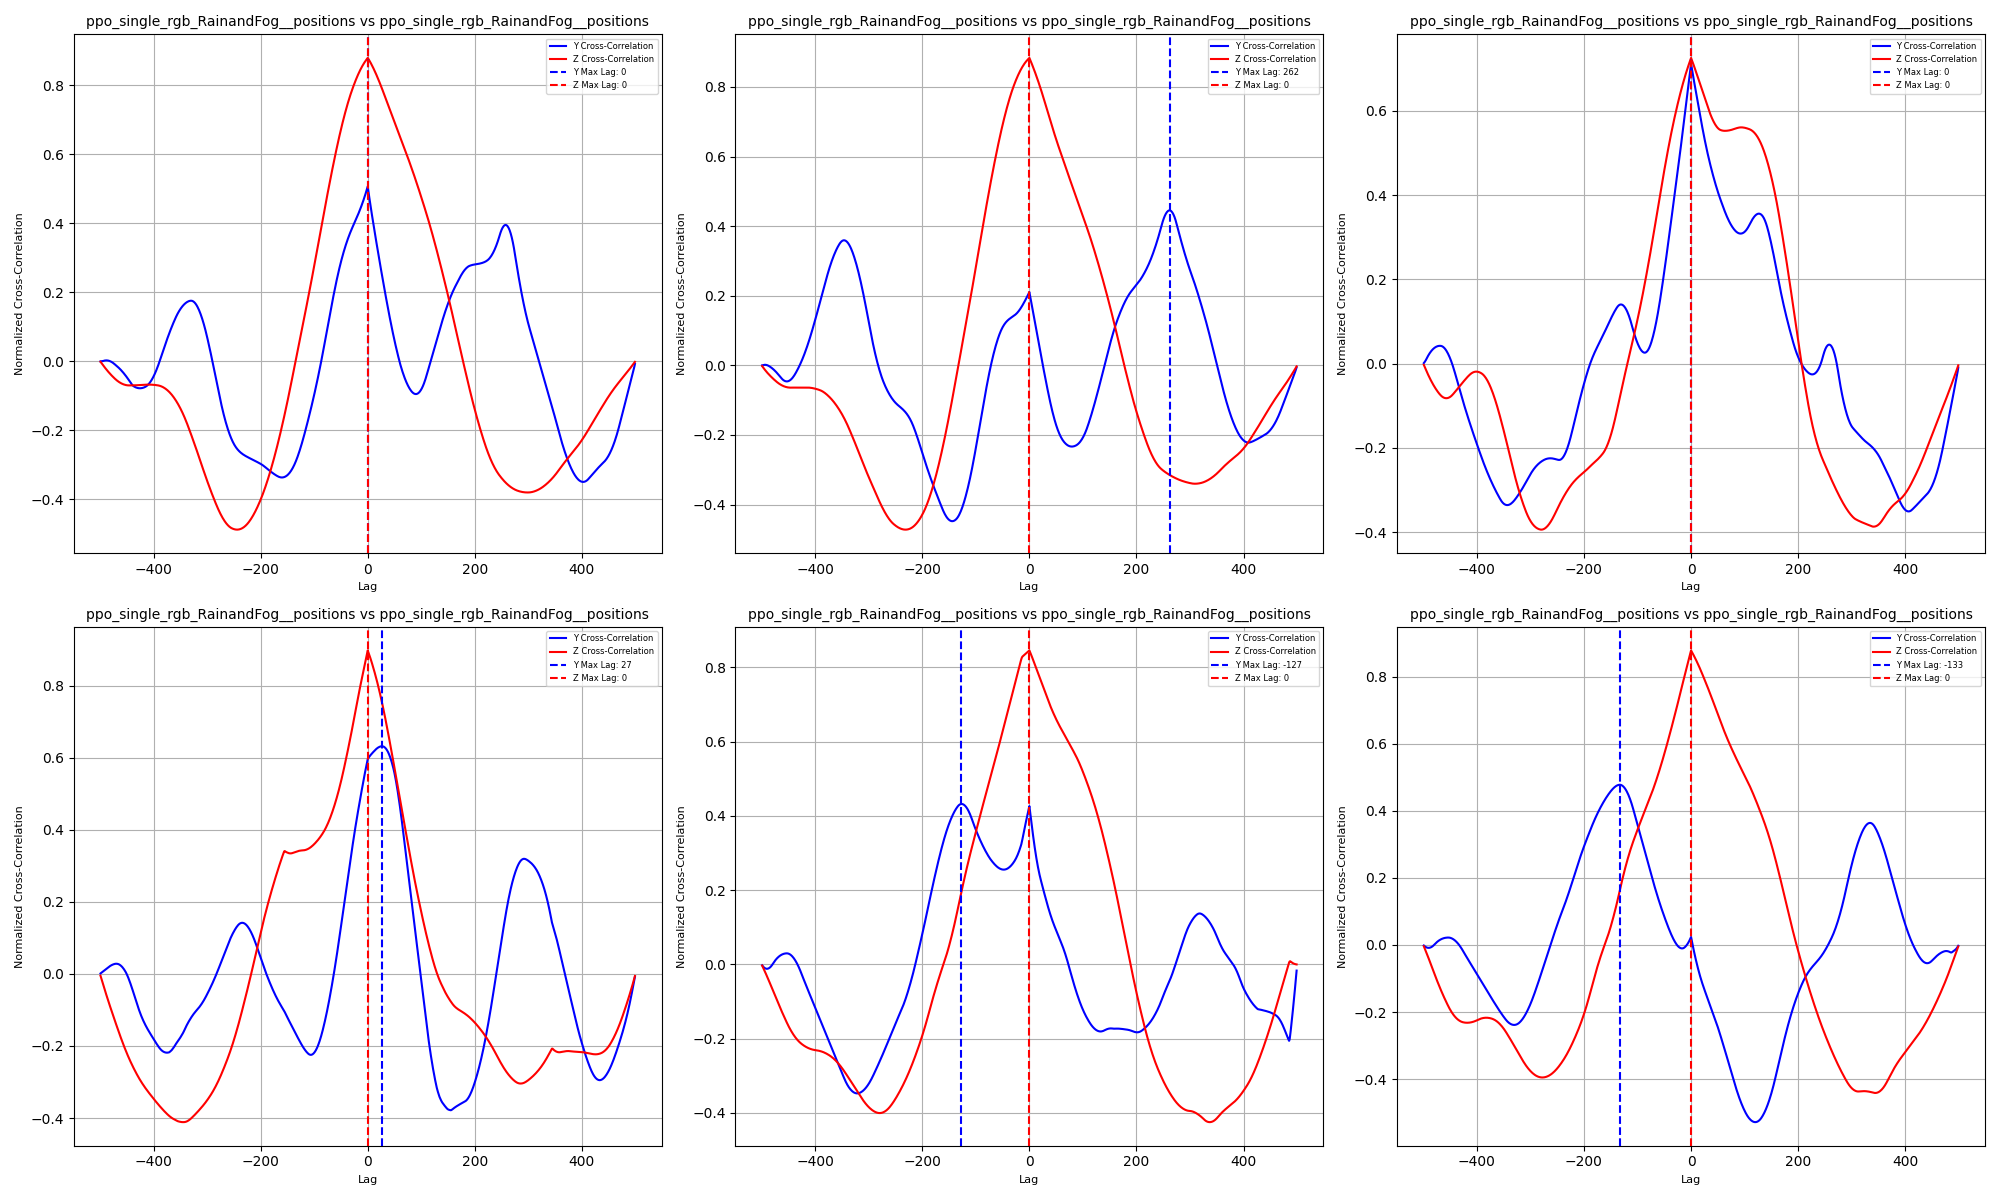 ppo_single_rgb_RainandFog__positions vs ppo_single_rgb_RainandFog__positions
Y Cross-Correlation
Z Cross-Correlation
Y Max Lag: 0
Z Max Lag: 0
Normalized Cross-Correlation
0.8
0.6
0.4
0.2
0.0
−0.2
−0.4
−400 −200 0 200 400
Lag
ppo_single_rgb_RainandFog__positions vs ppo_single_rgb_RainandFog__positions
Y Cross-Correlation
Z Cross-Correlation
Y Max Lag: 262
Z Max Lag: 0
Normalized Cross-Correlation
0.8
0.6
0.4
0.2
0.0
−0.2
−0.4
−400 −200 0 200 400
Lag
ppo_single_rgb_RainandFog__positions vs ppo_single_rgb_RainandFog__positions
Y Cross-Correlation
Z Cross-Correlation
Y Max Lag: 0
Z Max Lag: 0
Normalized Cross-Correlation
0.6
0.4
0.2
0.0
−0.2
−0.4
−400 −200 0 200 400
Lag
ppo_single_rgb_RainandFog__positions vs ppo_single_rgb_RainandFog__positions
Y Cross-Correlation
Z Cross-Correlation
Y Max Lag: 27
Z Max Lag: 0
Normalized Cross-Correlation
0.8
0.6
0.4
0.2
0.0
−0.2
−0.4
−400 −200 0 200 400
Lag
ppo_single_rgb_RainandFog__positions vs ppo_single_rgb_RainandFog__positions
Y Cross-Correlation
Z Cross-Correlation
Y Max Lag: -127
Z Max Lag: 0
Normalized Cross-Correlation
0.8
0.6
0.4
0.2
0.0
−0.2
−0.4
−400 −200 0 200 400
Lag
ppo_single_rgb_RainandFog__positions vs ppo_single_rgb_RainandFog__positions
Y Cross-Correlation
Z Cross-Correlation
Y Max Lag: -133
Z Max Lag: 0
Normalized Cross-Correlation
0.8
0.6
0.4
0.2
0.0
−0.2
−0.4
−400 −200 0 200 400
Lag